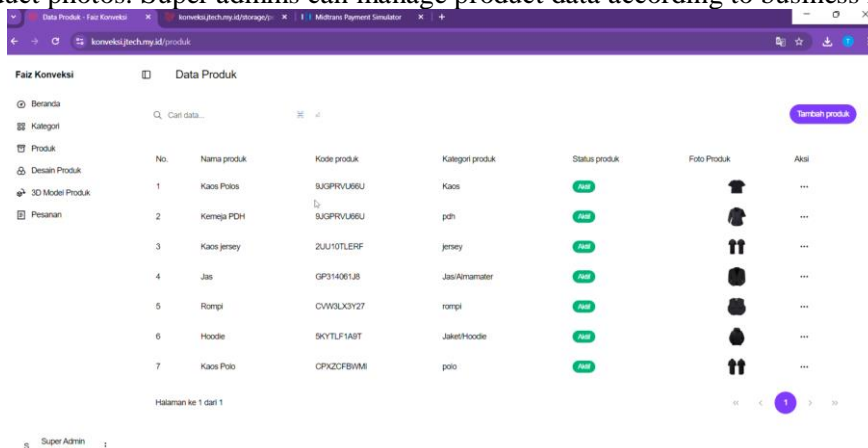 duct photos. Super admins can manage product data according to business
Data Produk - Faiz Konveksi
konveksi.jtech.my.id/storage/p
Midtrans Payment Simulator
konveksi.jtech.my.id/produk
Faiz Konveksi
Data Produk
Beranda
Kategori
Produk
Desain Produk
3D Model Produk
Pesanan
Cari data...
Tambah produk
No. Nama produk Kode produk Kategori produk Status produk Foto Produk Aksi
1 Kaos Polos 9JGPRVU66U Kaos Aktif ...
2 Kemeja PDH 9JGPRVU66U pdh Aktif ...
3 Kaos jersey 2UU10TLERF jersey Aktif ...
4 Jas GP314061J8 Jas/Almamater Aktif ...
5 Rompi CVW3LX3Y27 rompi Aktif ...
6 Hoodie 5KYTLF1A9T Jaket/Hoodie Aktif ...
7 Kaos Polo CPXZCFBWMI polo Aktif ...
Halaman ke 1 dari 1
1
S Super Admin